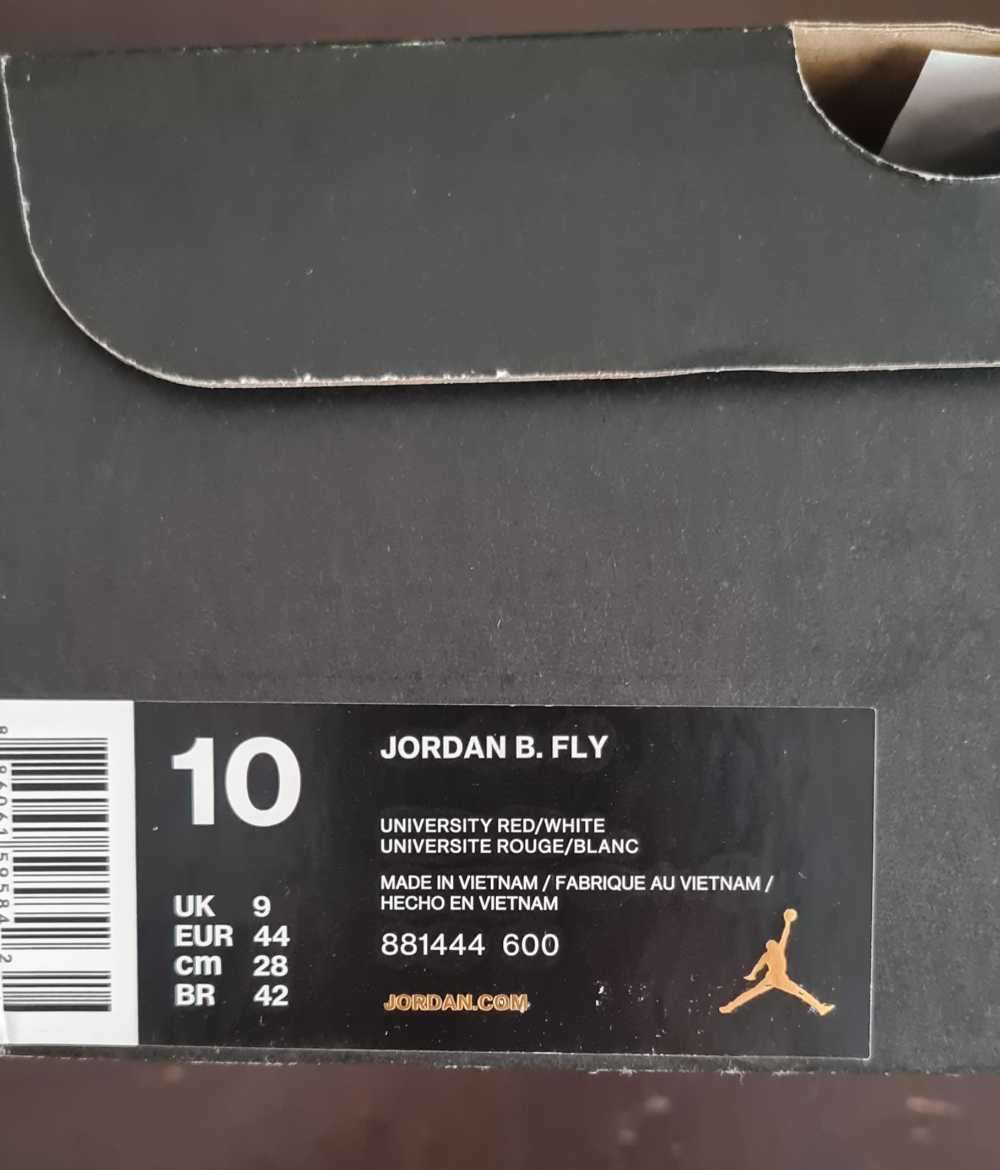 10
JORDAN B. FLY
UNIVERSITY RED/WHITE
UNIVERSITE ROUGE/BLANC
MADE IN VIETNAM / FABRIQUE AU VIETNAM /
HECHO EN VIETNAM
881444 600
JORDAN.COM
UK 9
EUR 44
cm 28
BR 42